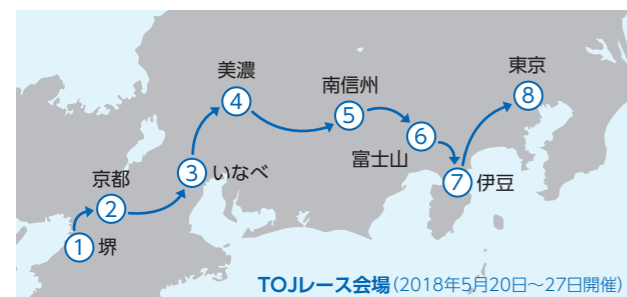 ① 堺
② 京都
③ いなべ
④ 美濃
⑤ 南信州
⑥ 富士山
⑦ 伊豆
⑧ 東京
TOJレース会場(2018年5月20日〜27日開催)